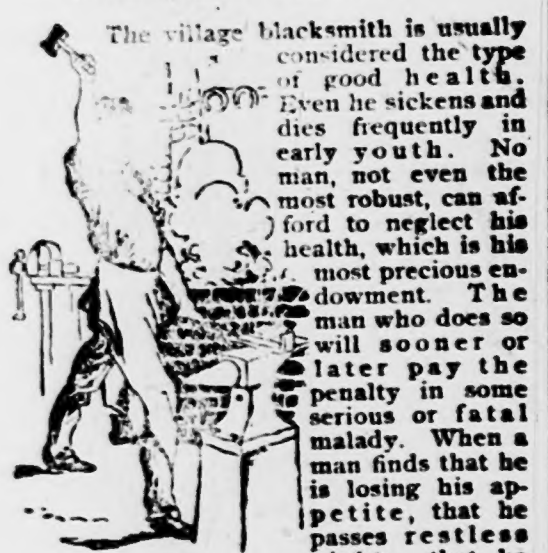 The village blacksmith is usually
considered the type
of good health.
Even he sickens and
dies frequently in
early youth. No
man, not even the
most robust, can af-
ford to neglect his
health, which is his
most precious en-
dowment. The
man who does so
will sooner or
later pay the
penalty in some
serious or fatal
malady. When a
man finds that he
is losing his ap-
petite, that he
passes restless